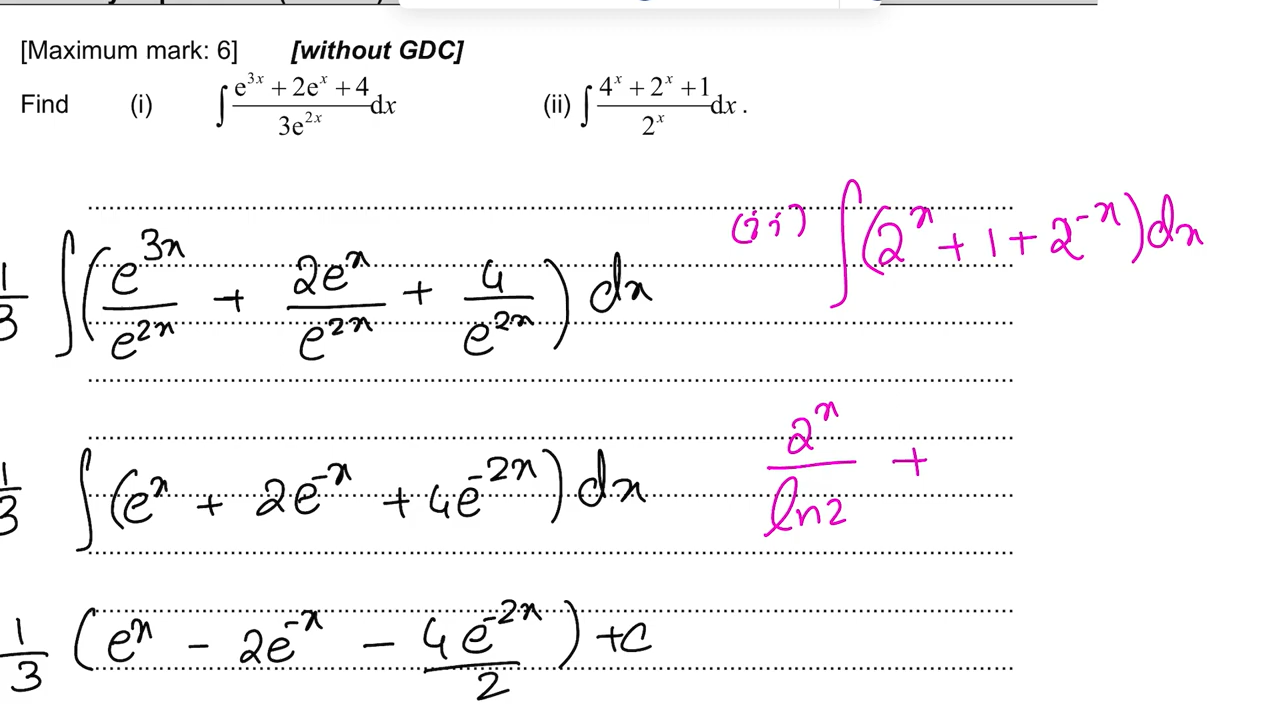 [Maximum mark: 6] [without GDC]
Find (i) ∫ (e^{3x} + 2e^x + 4)/(3e^{2x}) dx (ii) ∫ (4^x + 2^x + 1)/(2^x) dx .
(ii) ∫ (2^x + 1 + 2^{-x}) dx
1/3 ∫ (e^{3x}/e^{2x} + 2e^x/e^{2x} + 4/e^{2x}) dx
1/3 ∫ (e^x + 2e^{-x} + 4e^{-2x}) dx
2^x/ln2 +
1/3 (e^x - 2e^{-x} - 4e^{-2x}/2) + c